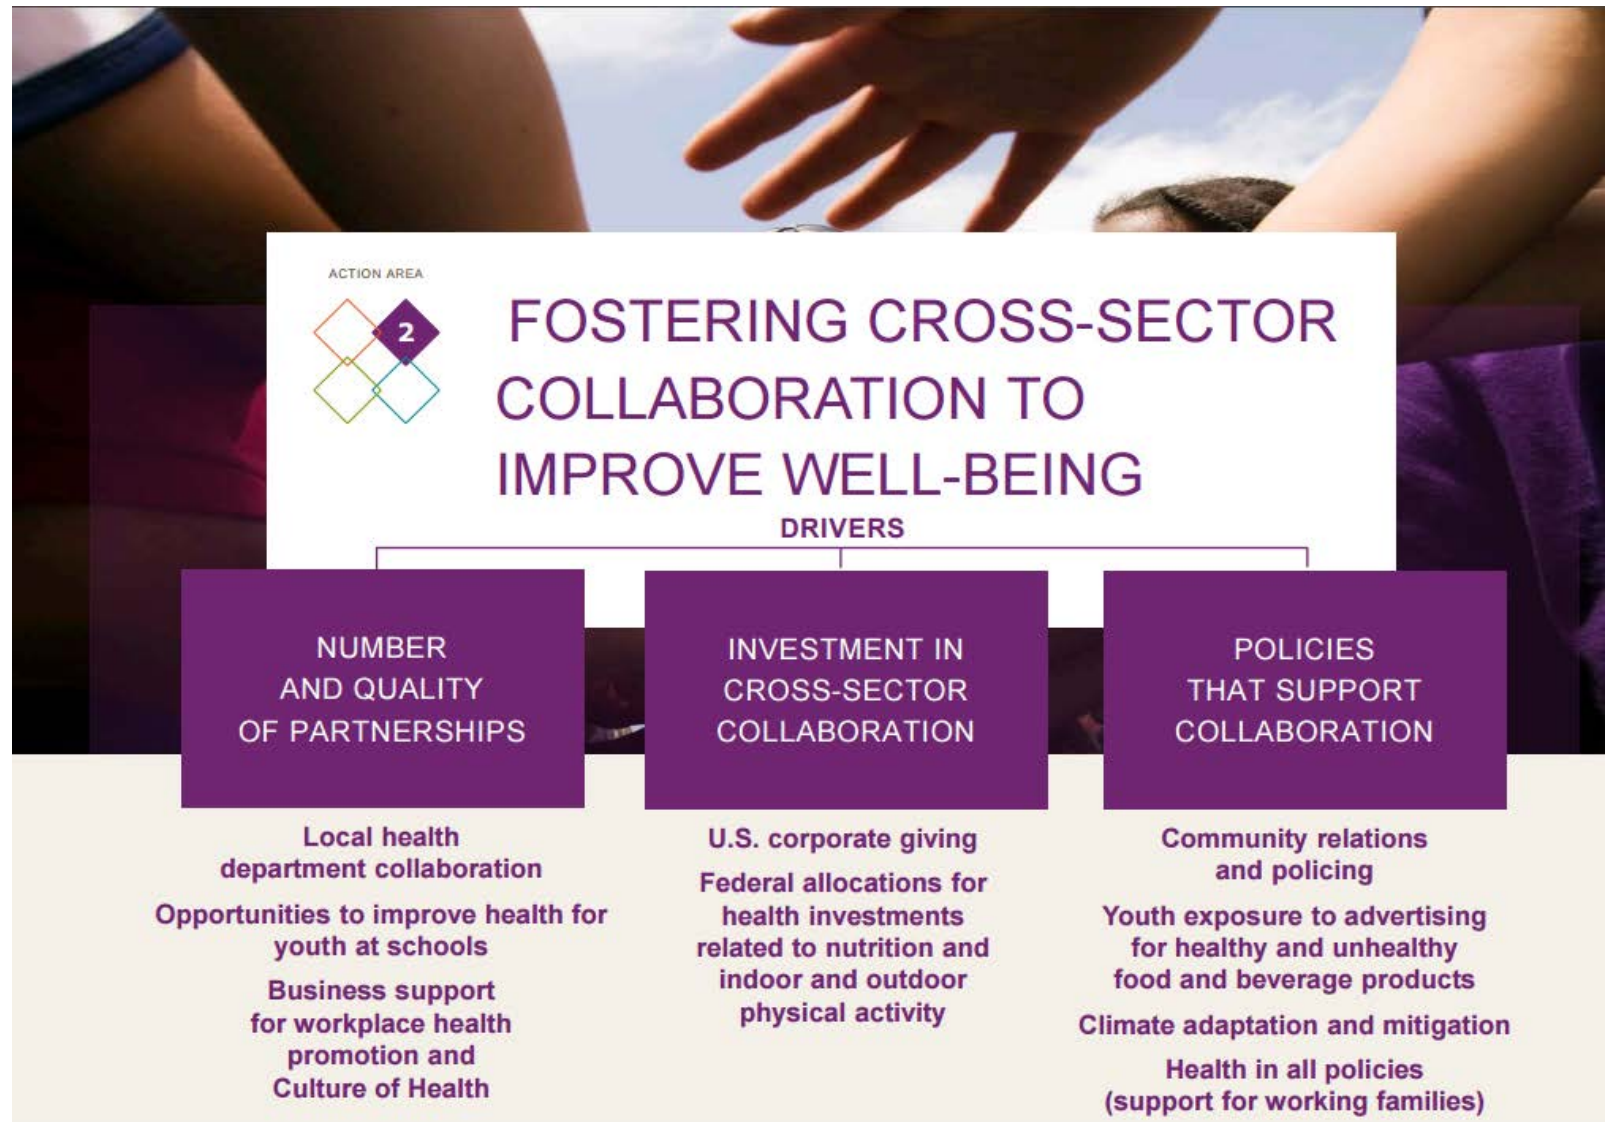 ACTION AREA
2
FOSTERING CROSS-SECTOR
COLLABORATION TO
IMPROVE WELL-BEING
DRIVERS
NUMBER
AND QUALITY
OF PARTNERSHIPS
Local health
department collaboration
Opportunities to improve health for
youth at schools
Business support
for workplace health
promotion and
Culture of Health
INVESTMENT IN
CROSS-SECTOR
COLLABORATION
U.S. corporate giving
Federal allocations for
health investments
related to nutrition and
indoor and outdoor
physical activity
POLICIES
THAT SUPPORT
COLLABORATION
Community relations
and policing
Youth exposure to advertising
for healthy and unhealthy
food and beverage products
Climate adaptation and mitigation
Health in all policies
(support for working families)